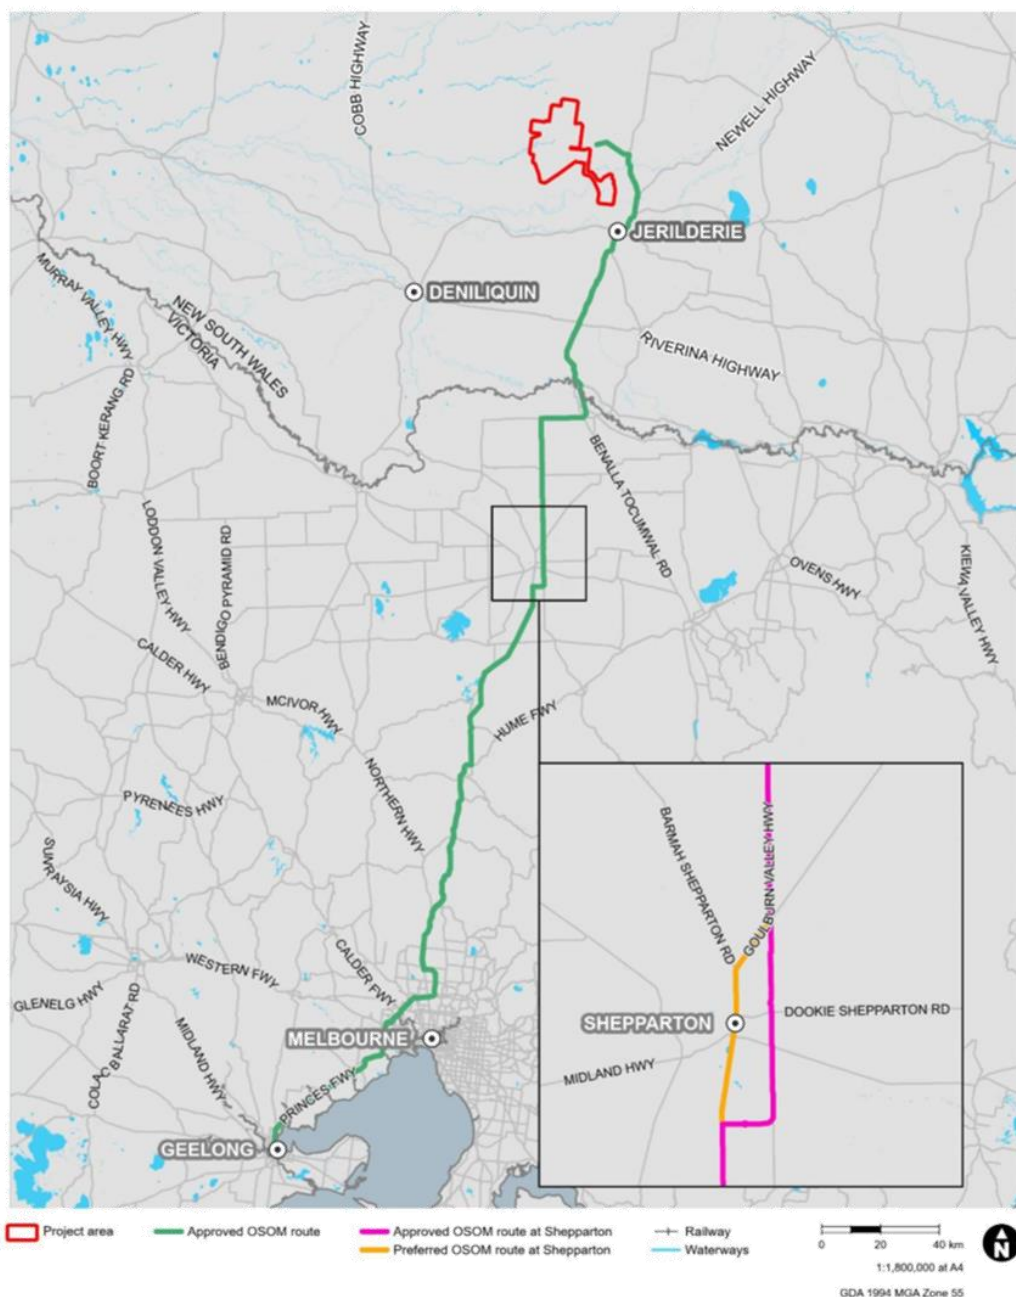 COBB HIGHWAY
NEWELL HIGHWAY
JERILDERIE
DENILIQUIN
MURRAY VALLEY HWY
NEW SOUTH WALES
VICTORIA
RIVERINA HIGHWAY
BOORT KERANG RD
BENALLA TOCUMWAL RD
LODDON VALLEY HWY
BENDIGO PYRAMID RD
OVENS HWY
KIEWA VALLEY HWY
CALDER HWY
MCIVOR HWY
HUME FWY
NORTHERN HWY
PYRENEES HWY
SUNRAYSIA HWY
BARMAH SHEPPARTON RD
GOULBURN VALLEY HWY
CALDER FWY
WESTERN FWY
GLENELG HWY
COLAC BALLARAT RD
MIDLAND HWY
DOOKIE SHEPPARTON RD
SHEPPARTON
MELBOURNE
MIDLAND HWY
PRINCES FWY
GEELONG
Project area
Approved OSOM route
Approved OSOM route at Shepparton
Preferred OSOM route at Shepparton
Railway
Waterways
0 20 40 km
1:1,800,000 at A4
GDA 1994 MGA Zone 55
N